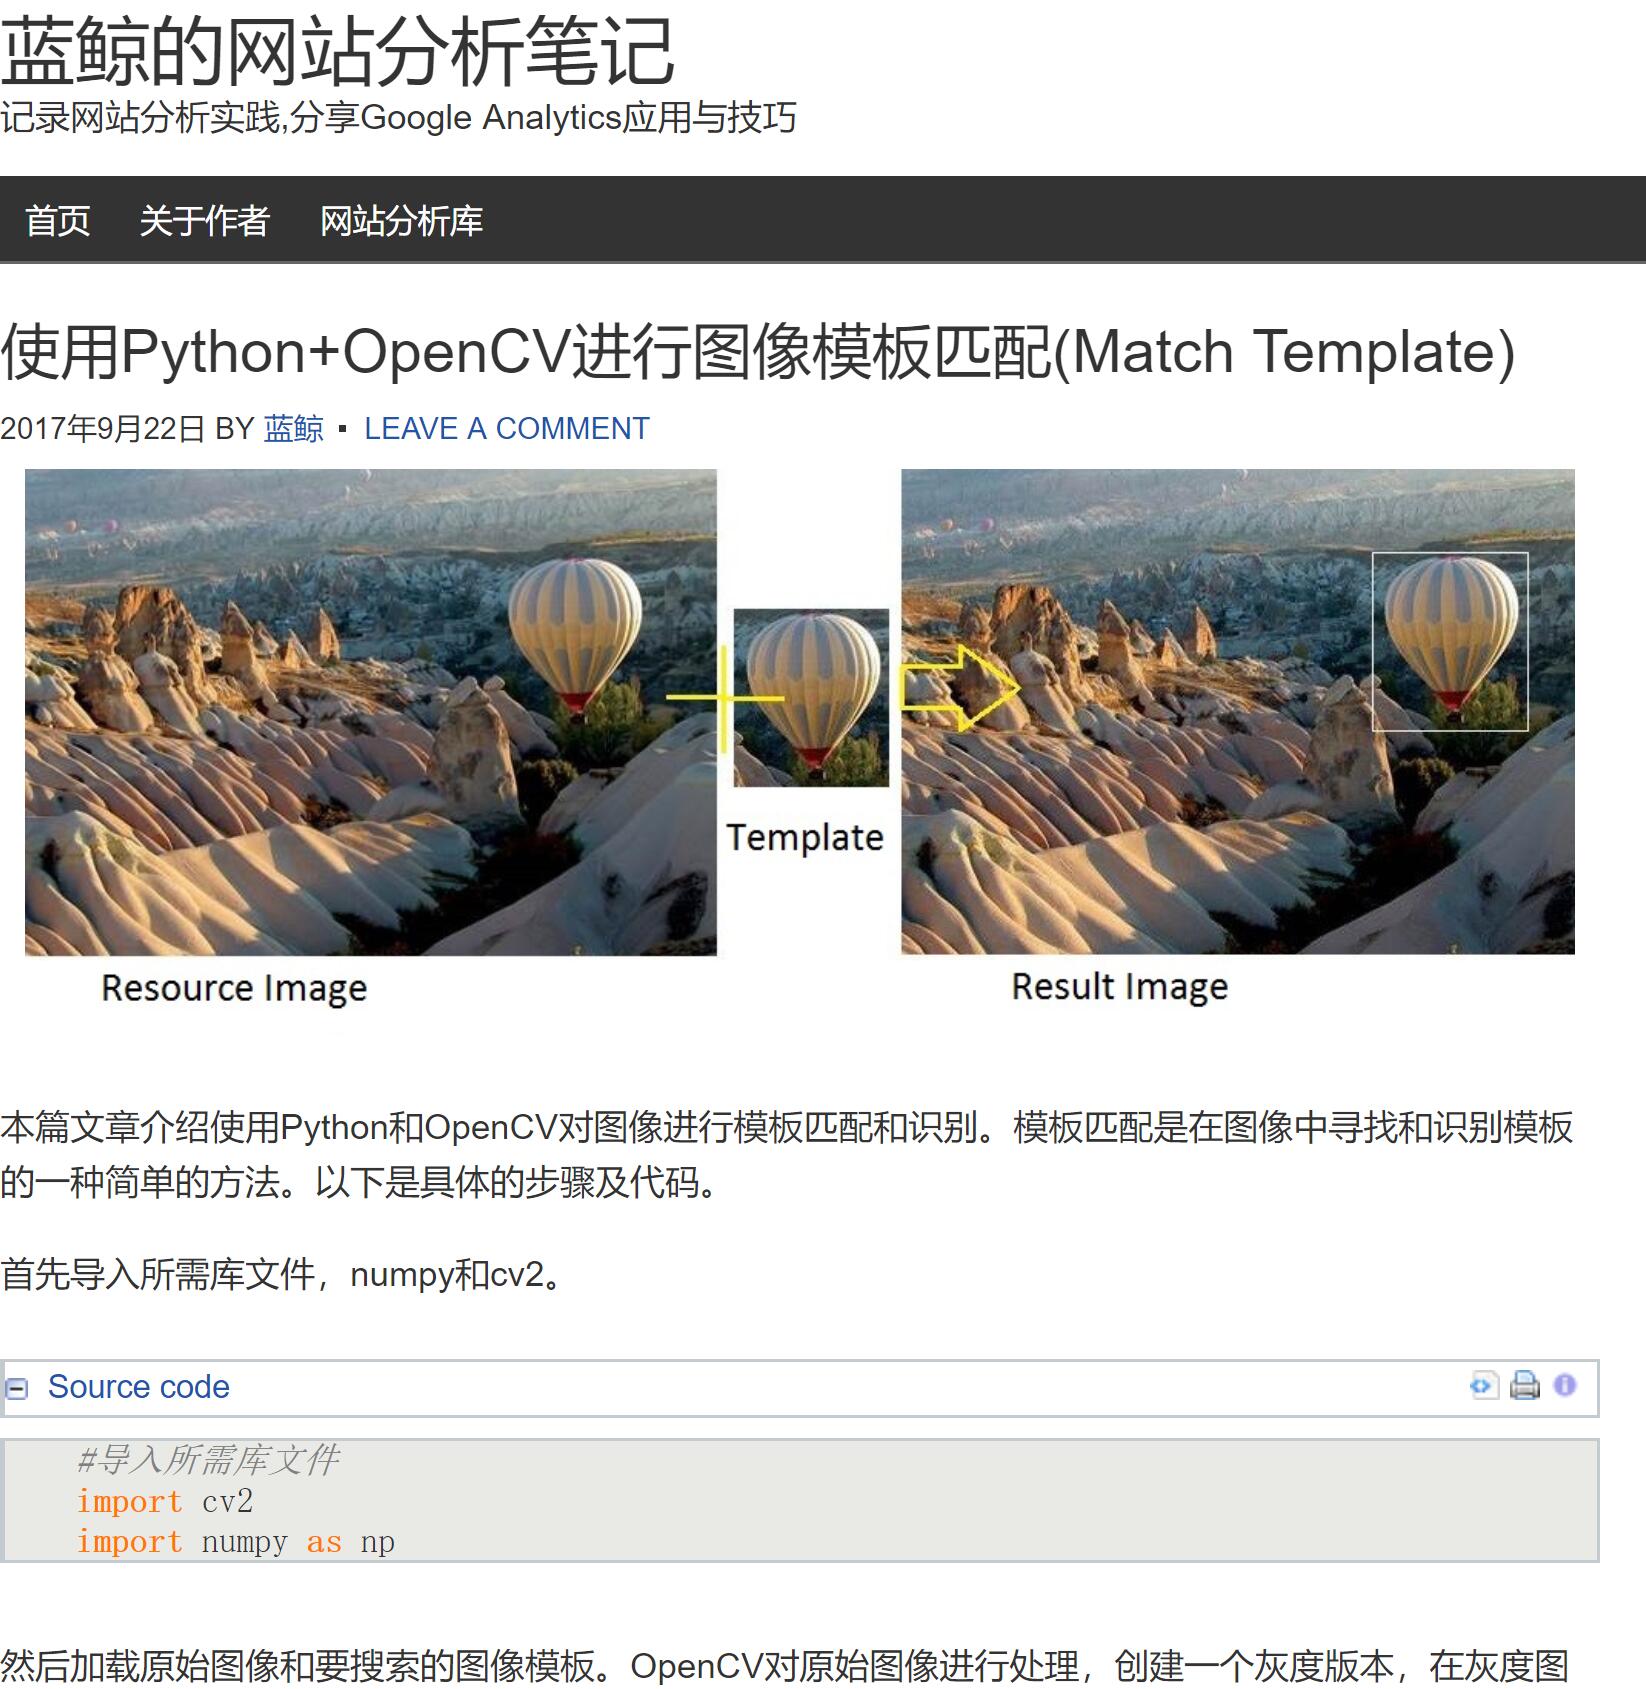 蓝鲸的网站分析笔记
记录网站分析实践,分享Google Analytics应用与技巧
首页 关于作者 网站分析库
使用Python+OpenCV进行图像模板匹配(Match Template)
2017年9月22日 BY 蓝鲸 ▪ LEAVE A COMMENT
Template
Resource Image
Result Image
本篇文章介绍使用Python和OpenCV对图像进行模板匹配和识别。模板匹配是在图像中寻找和识别模板
的一种简单的方法。以下是具体的步骤及代码。
首先导入所需库文件，numpy和cv2。
Source code
#导入所需库文件
import cv2
import numpy as np
然后加载原始图像和要搜索的图像模板。OpenCV对原始图像进行处理，创建一个灰度版本，在灰度图